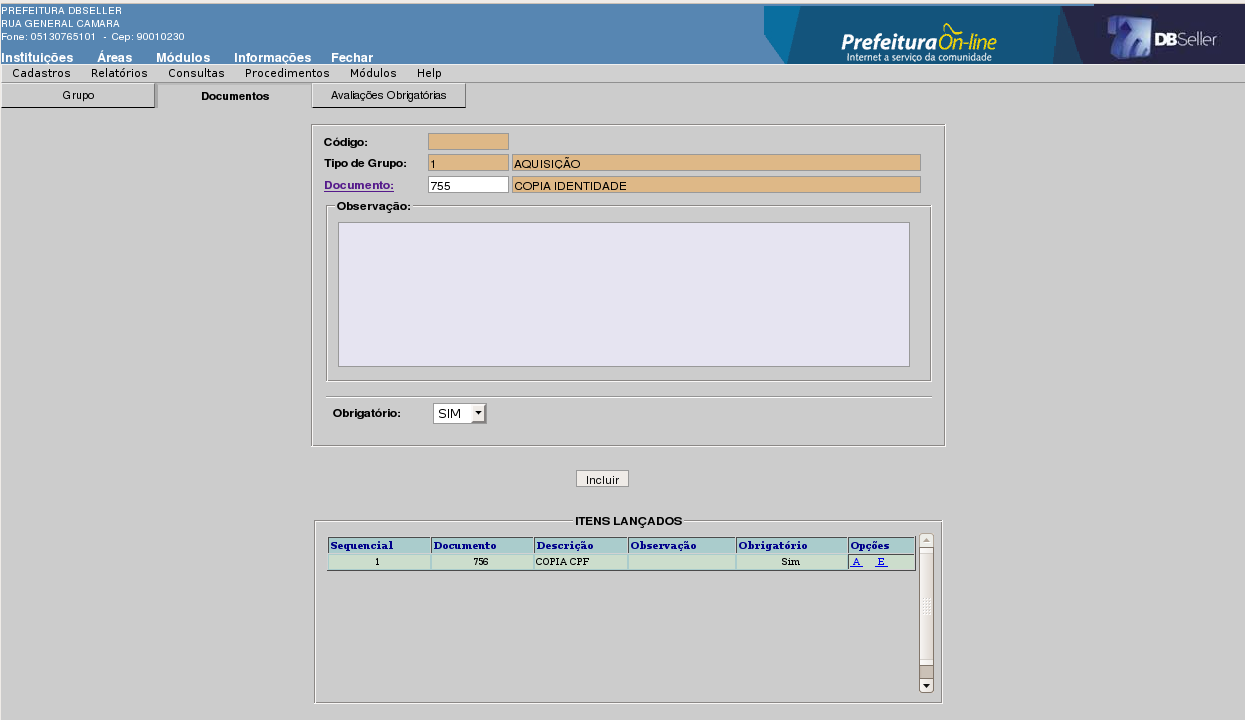 PREFEITURA DBSELLER
RUA GENERAL CAMARA
Fone: 05130765101 - Cep: 90010230
Prefeitura On-line
Internet a serviço da comunidade
DBSeller
Instituições Áreas Módulos Informações Fechar
Cadastros Relatórios Consultas Procedimentos Módulos Help
Grupo Documentos Avaliações Obrigatórias
Código:
Tipo de Grupo: 1 AQUISIÇÃO
Documento: 755 COPIA IDENTIDADE
Observação:
Obrigatório: SIM
Incluir
ITENS LANÇADOS
Sequencial Documento Descrição Observação Obrigatório Opções
1 756 COPIA CPF Sim A E